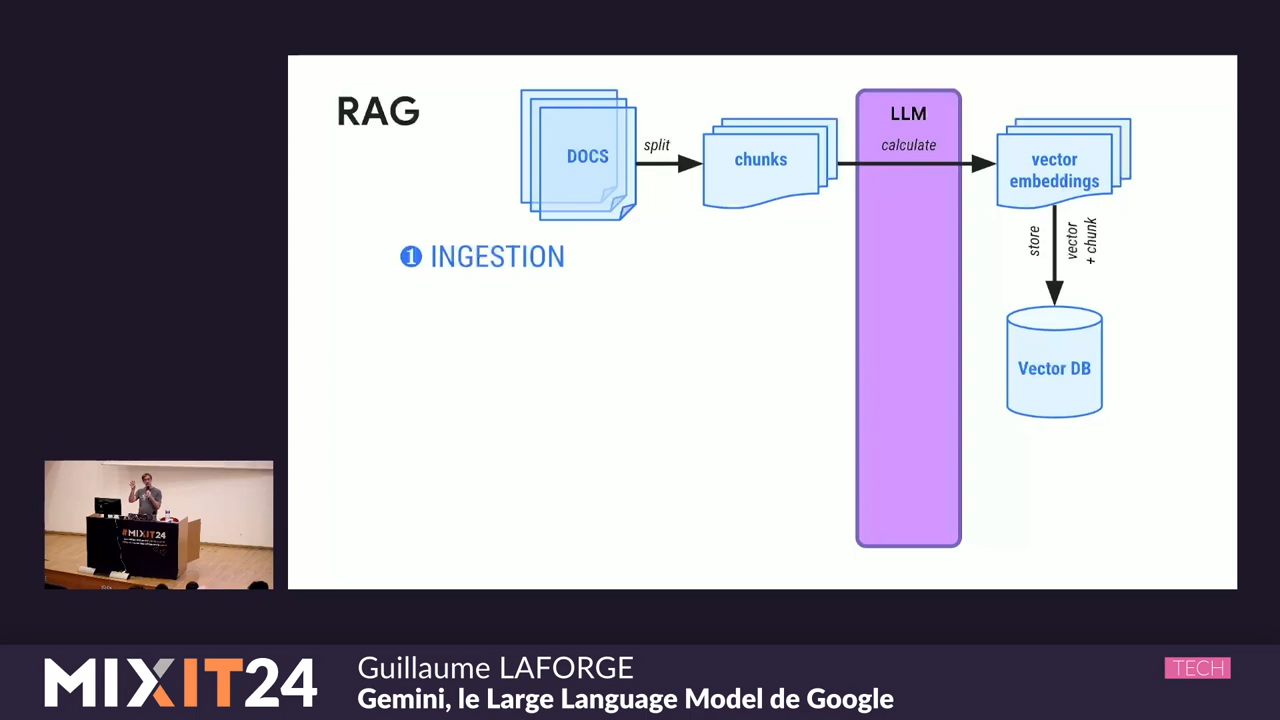 RAG
DOCS
split
chunks
LLM
calculate
vector
embeddings
❶ INGESTION
store
vector
+ chunk
Vector DB
#MIXIT24
MIXIT24
Guillaume LAFORGE
Gemini, le Large Language Model de Google
TECH